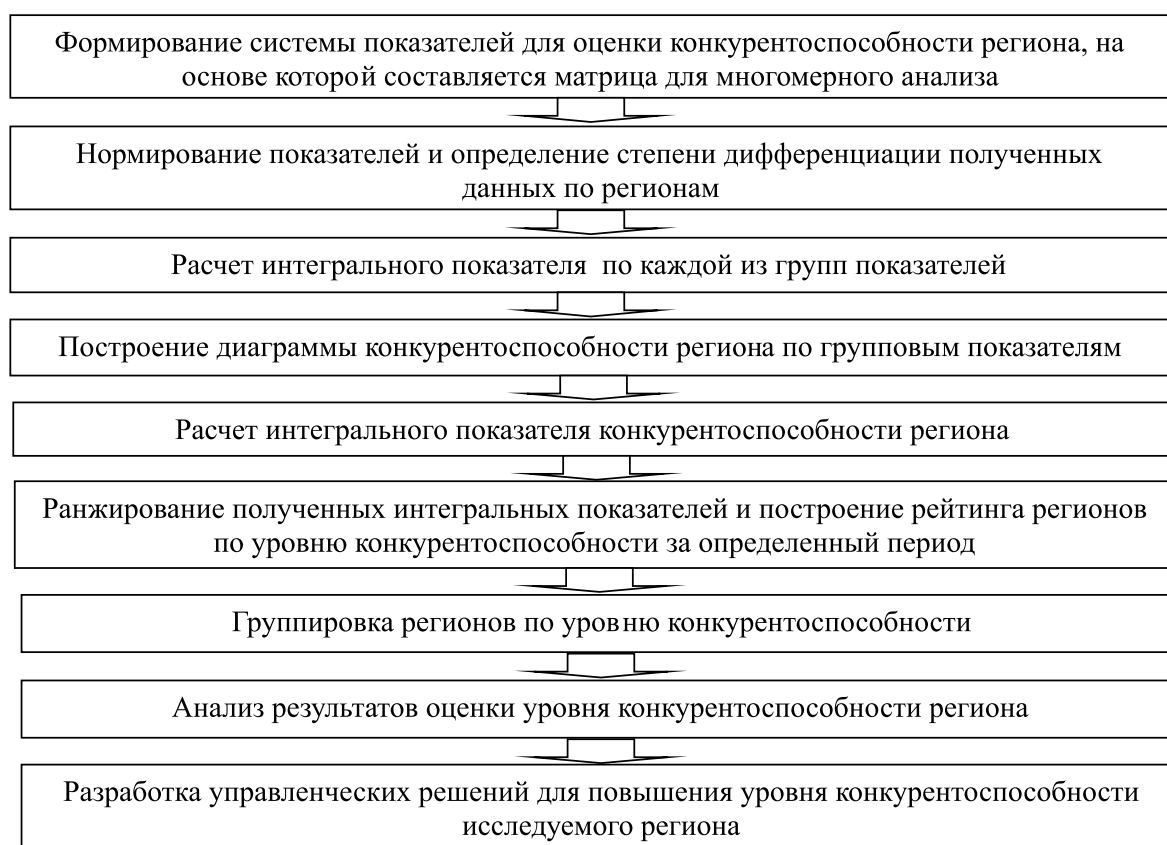 Формирование системы показателей для оценки конкурентоспособности региона, на
основе которой составляется матрица для многомерного анализа
Нормирование показателей и определение степени дифференциации полученных
данных по регионам
Расчет интегрального показателя по каждой из групп показателей
Построение диаграммы конкурентоспособности региона по групповым показателям
Расчет интегрального показателя конкурентоспособности региона
Ранжирование полученных интегральных показателей и построение рейтинга регионов
по уровню конкурентоспособности за определенный период
Группировка регионов по уровню конкурентоспособности
Анализ результатов оценки уровня конкурентоспособности региона
Разработка управленческих решений для повышения уровня конкурентоспособности
исследуемого региона